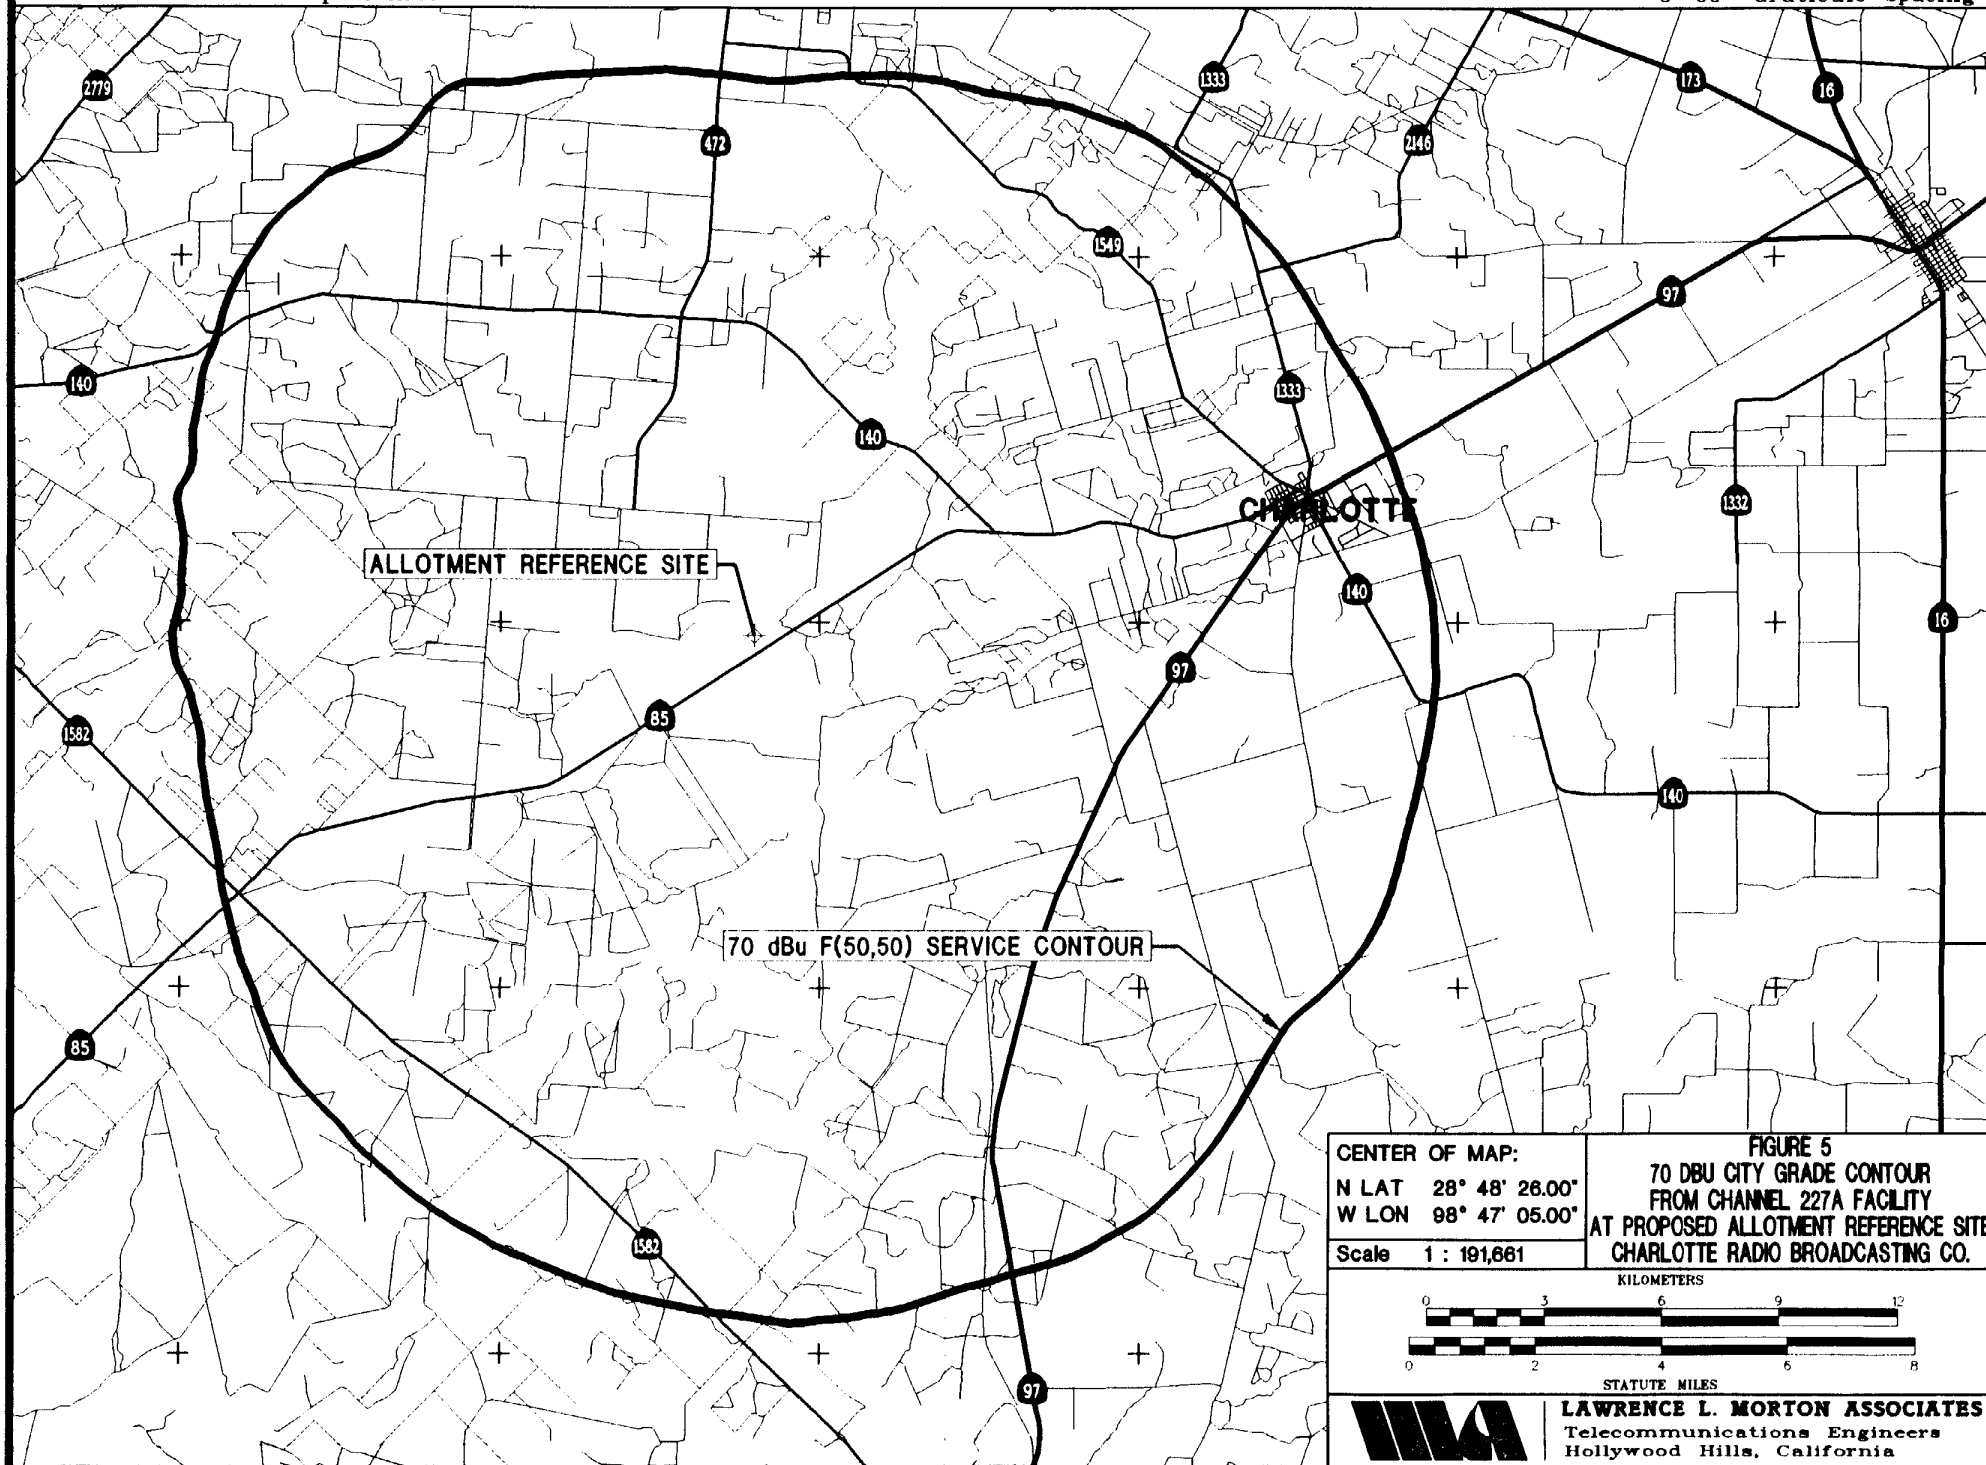 Graticule Spacing
2779
472
1333
2146
173
16
1549
97
140
140
1333
CHARLOTTE
1332
ALLOTMENT REFERENCE SITE
140
16
97
85
1582
140
70 dBu F(50,50) SERVICE CONTOUR
85
1582
97
CENTER OF MAP:
N LAT 28° 48' 26.00"
W LON 98° 47' 05.00"
Scale 1 : 191,661
FIGURE 5
70 DBU CITY GRADE CONTOUR
FROM CHANNEL 227A FACILITY
AT PROPOSED ALLOTMENT REFERENCE SITE
CHARLOTTE RADIO BROADCASTING CO.
KILOMETERS
0 3 6 9 12
0 2 4 6 8
STATUTE MILES
LAWRENCE L. MORTON ASSOCIATES
Telecommunications Engineers
Hollywood Hills, California